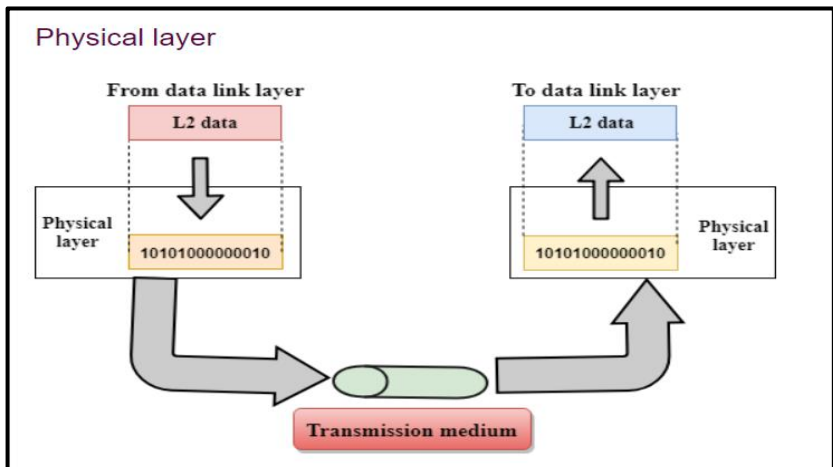 Physical layer
From data link layer
L2 data
Physical
layer
10101000000010
To data link layer
L2 data
Physical
layer
10101000000010
Transmission medium